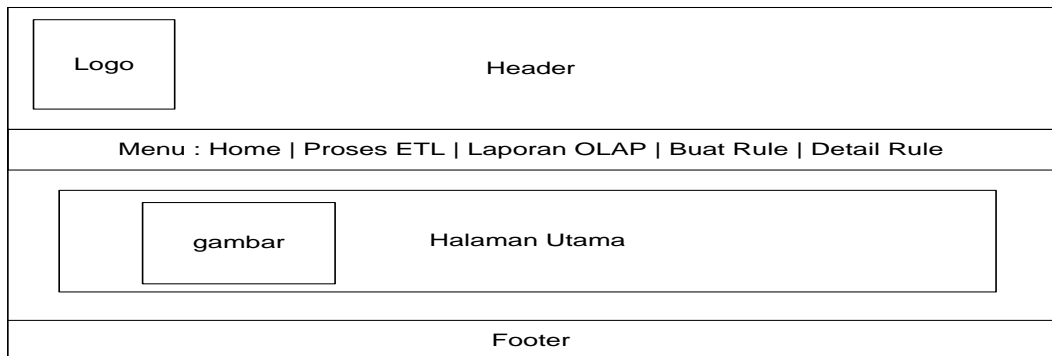 Logo
Header
Menu : Home | Proses ETL | Laporan OLAP | Buat Rule | Detail Rule
gambar
Halaman Utama
Footer